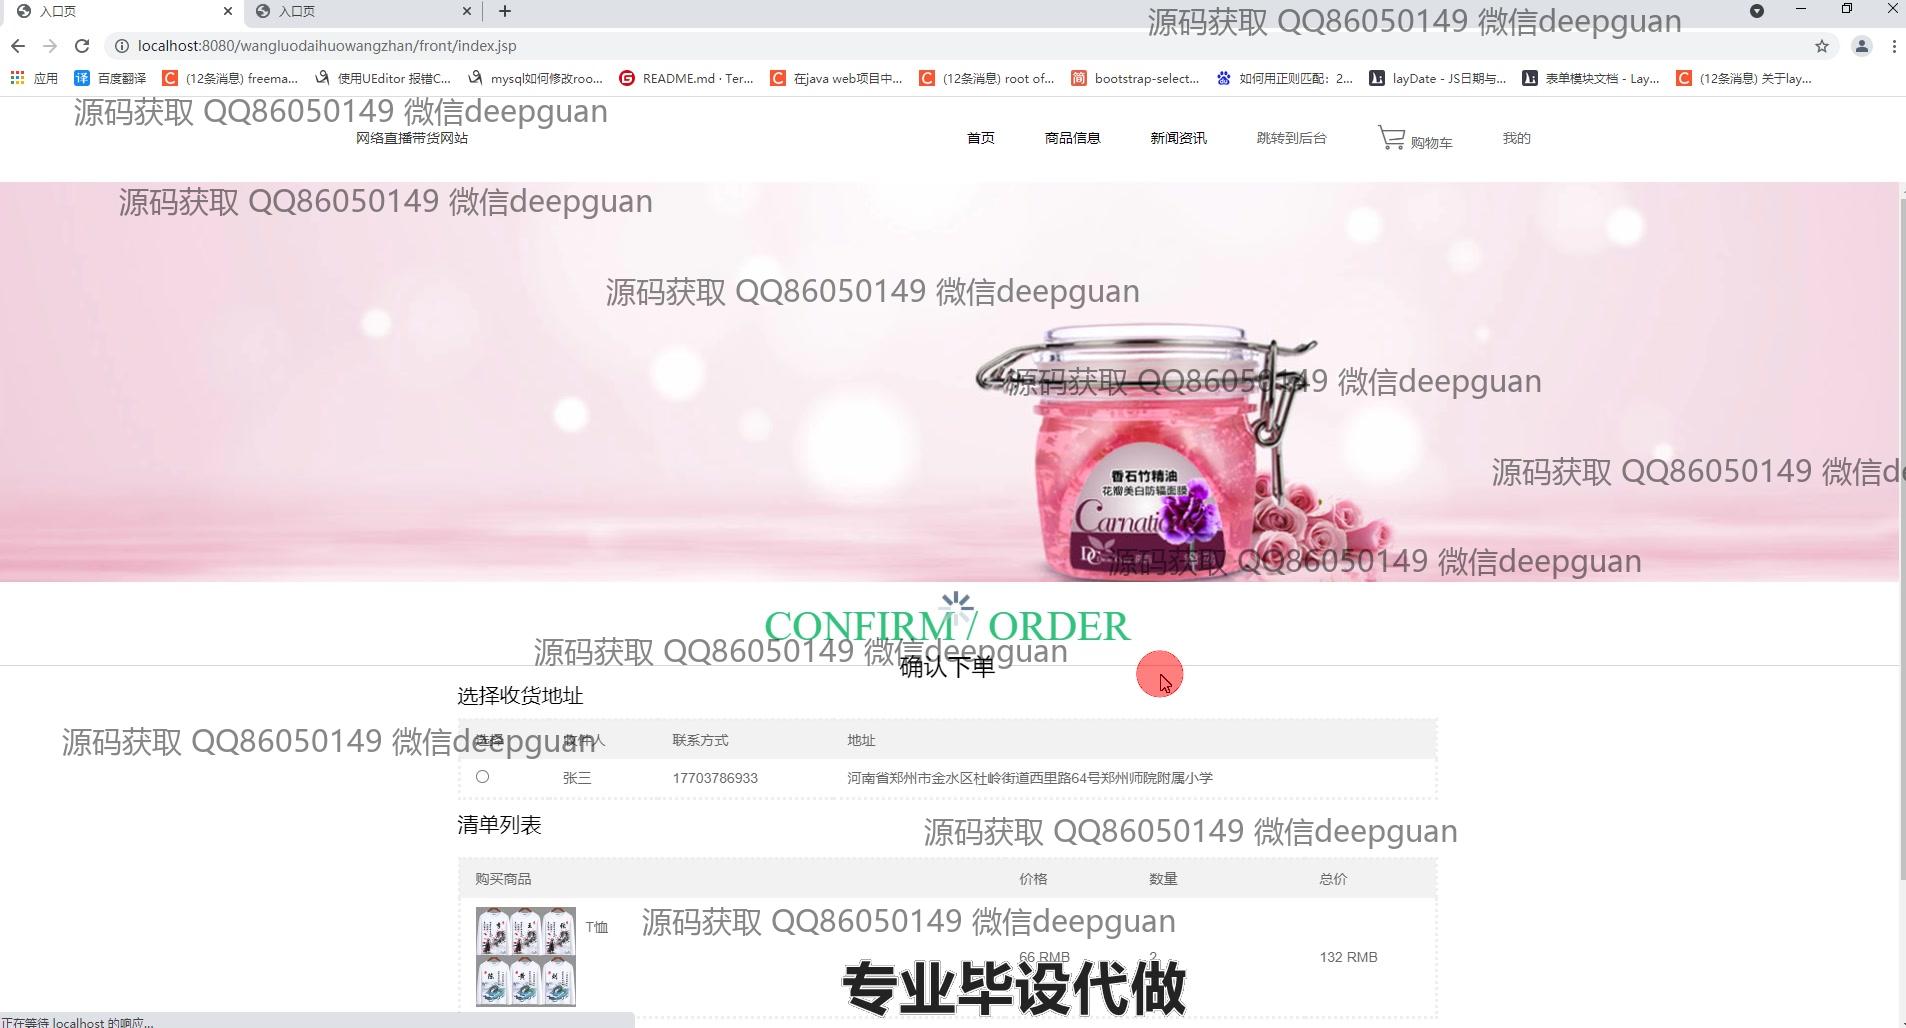 入口页
入口页
源码获取 QQ86050149 微信deepguan
localhost:8080/wangluodaihuowangzhan/front/index.jsp
应用 百度翻译 (12条消息) freema... 使用UEditor 报错C... mysql如何修改roo... README.md · Ter... 在java web项目中... (12条消息) root of... bootstrap-select... 如何用正则匹配：2... layDate - JS日期与... 表单模块文档 - Lay... (12条消息) 关于lay...
源码获取 QQ86050149 微信deepguan
网络直播带货网站 首页 商品信息 新闻资讯 跳转到后台 购物车 我的
源码获取 QQ86050149 微信deepguan
源码获取 QQ86050149 微信deepguan
源码获取 QQ86050149 微信deepguan
源码获取 QQ86050149 微信de
香石竹精油
花瓣美白防辐面膜
Carnati
源码获取 QQ86050149 微信deepguan
CONFIRM / ORDER
源码获取 QQ86050149 微信deepguan
确认下单
选择收货地址
源码获取 QQ86050149 微信deepguan
选择 收件人 联系方式 地址
张三 17703786933 河南省郑州市金水区杜岭街道西里路64号郑州师院附属小学
清单列表
源码获取 QQ86050149 微信deepguan
购买商品 价格 数量 总价
T恤
源码获取 QQ86050149 微信deepguan
66 RMB 2 132 RMB
专业毕设代做
正在等待 localhost 的响应...